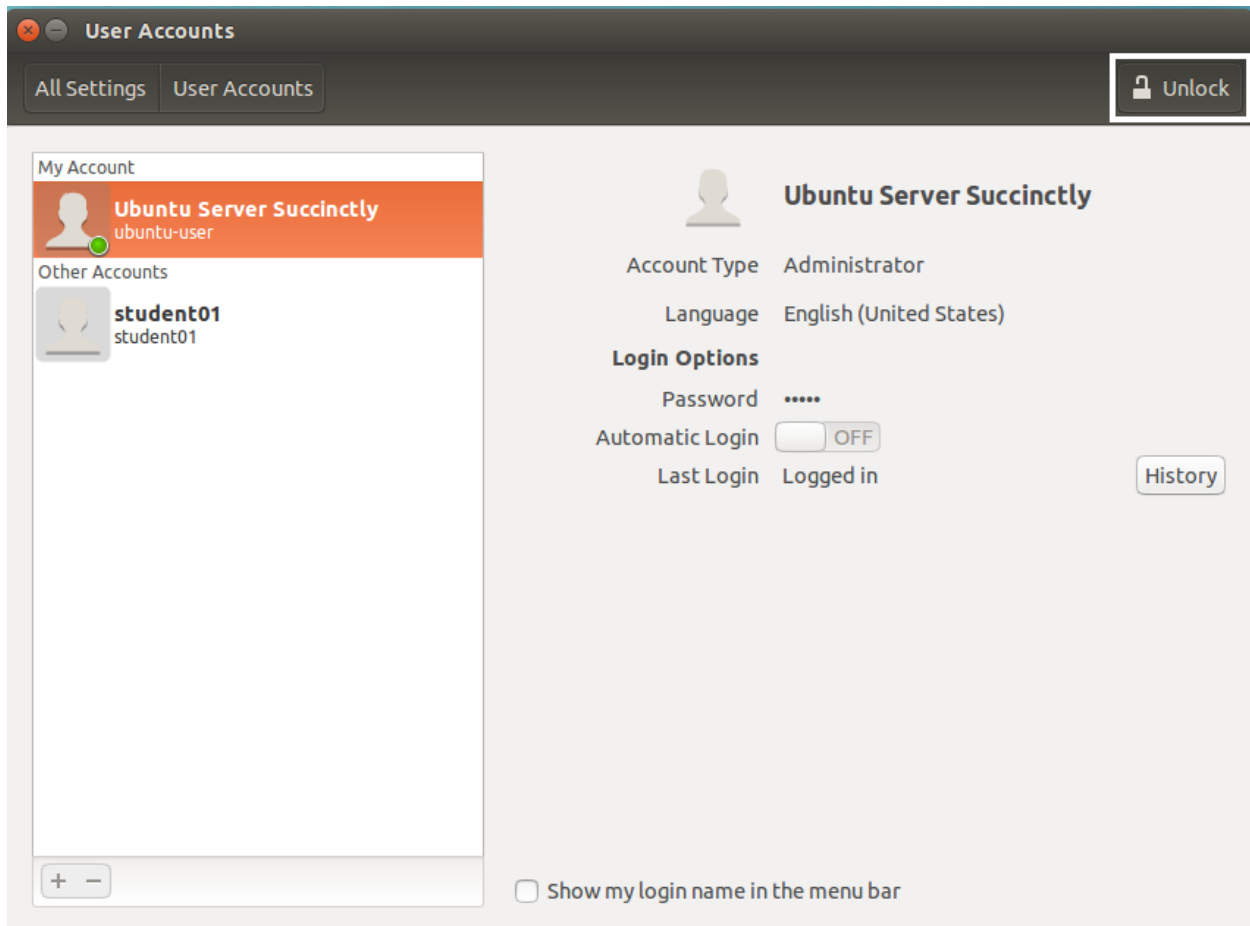 User Accounts
All Settings User Accounts Unlock
My Account
Ubuntu Server Succinctly
ubuntu-user
Other Accounts
student01
student01
Ubuntu Server Succinctly
Account Type Administrator
Language English (United States)
Login Options
Password •••••
Automatic Login OFF
Last Login Logged in History
+ −
Show my login name in the menu bar